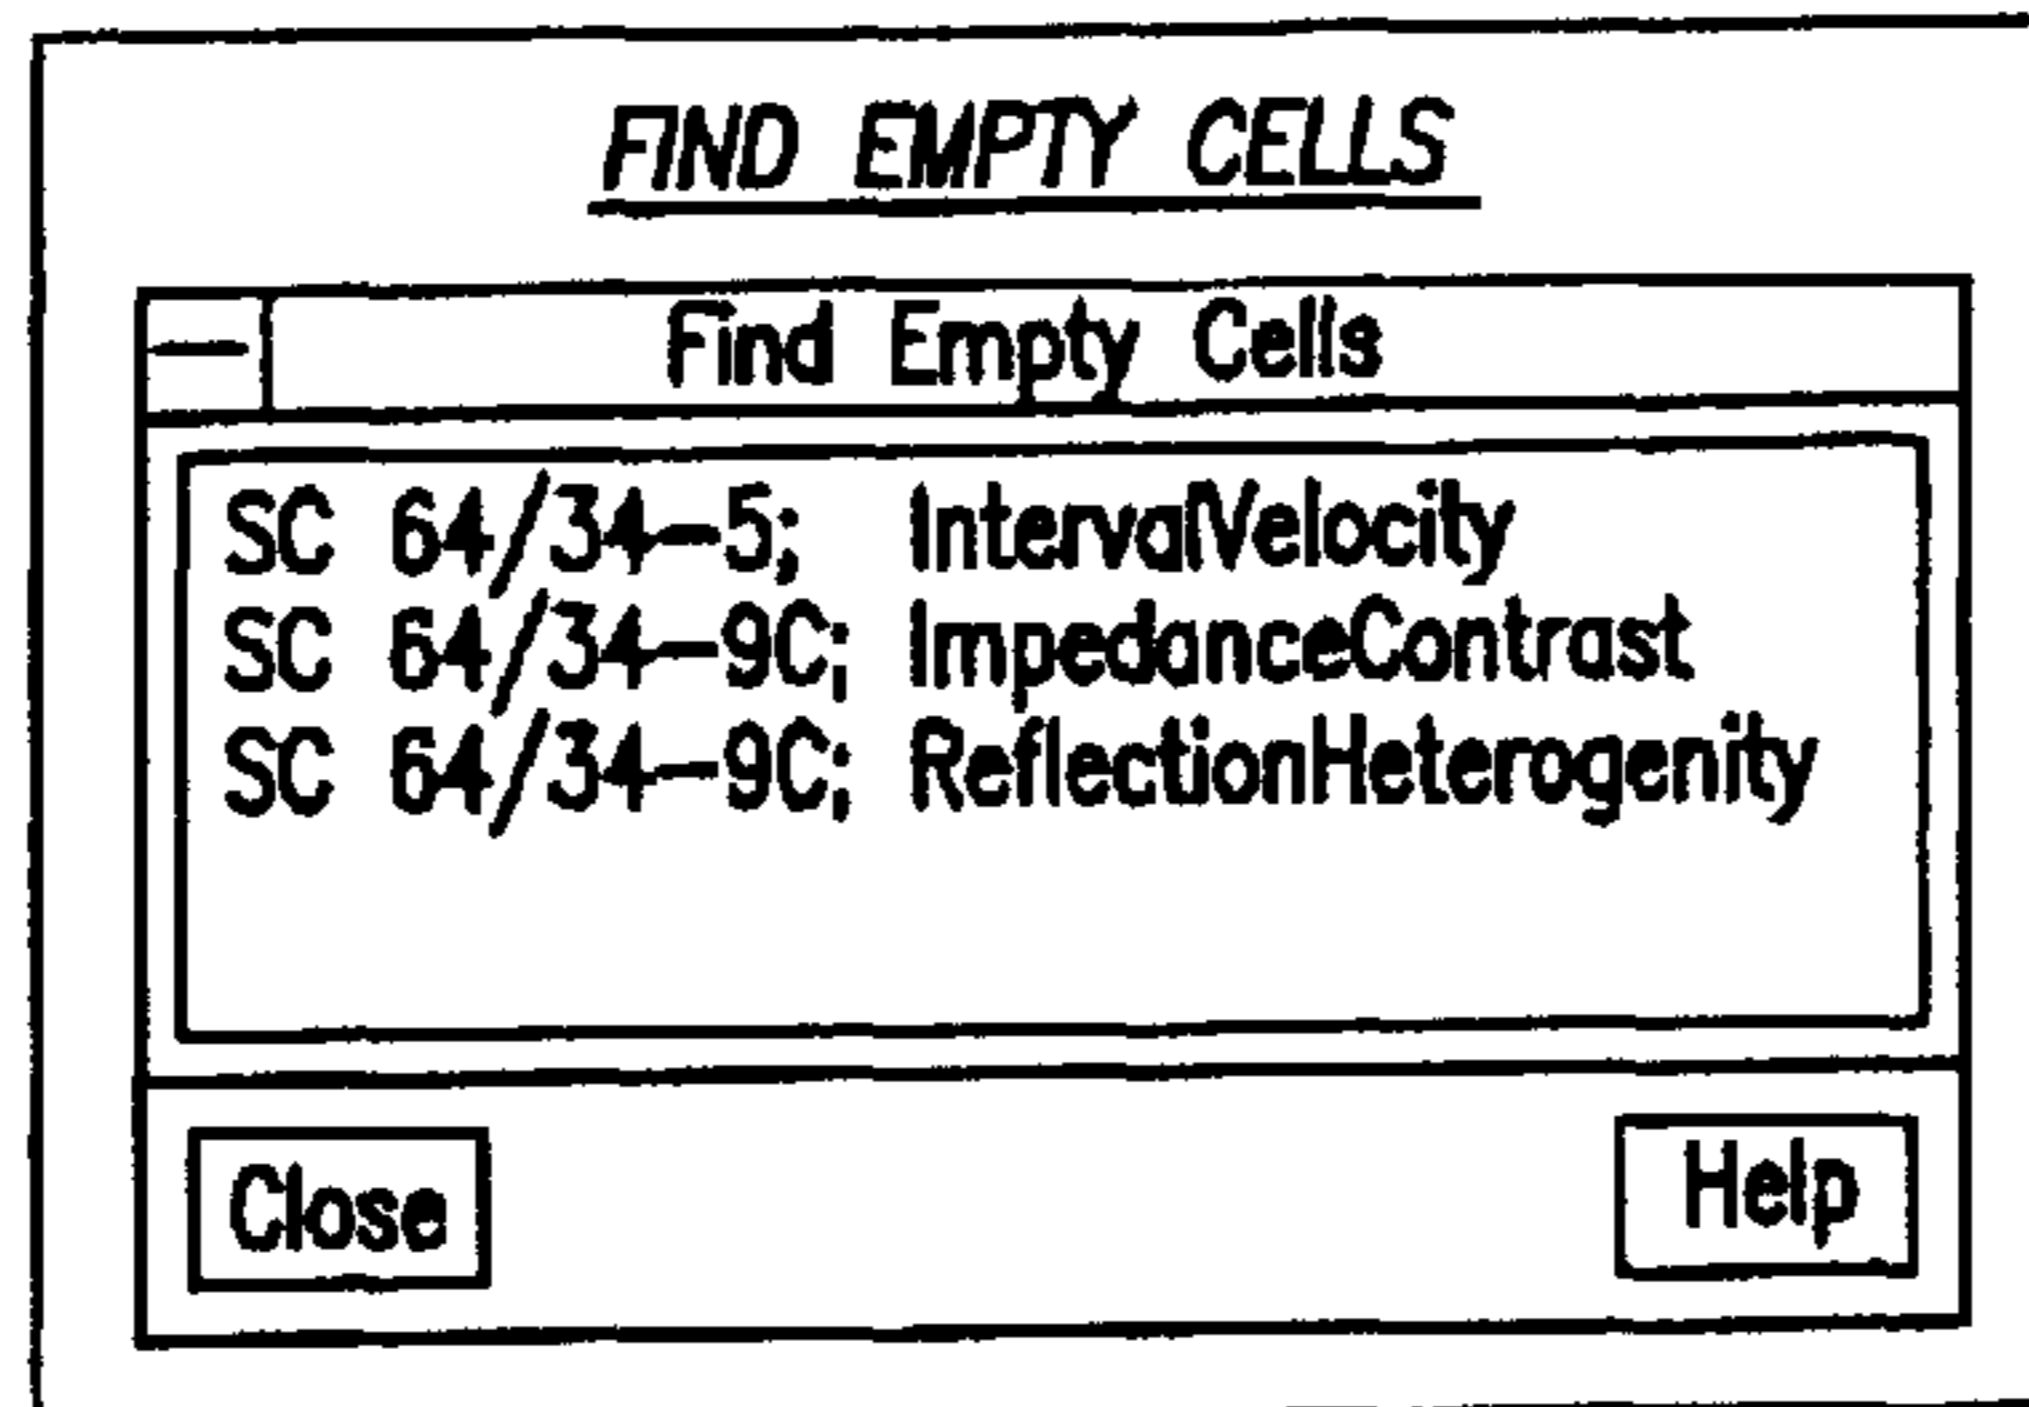 FIND EMPTY CELLS
Find Empty Cells
SC 64/34-5; IntervalVelocity
SC 64/34-9C; ImpedanceContrast
SC 64/34-9C; ReflectionHeterogenity
Close
Help